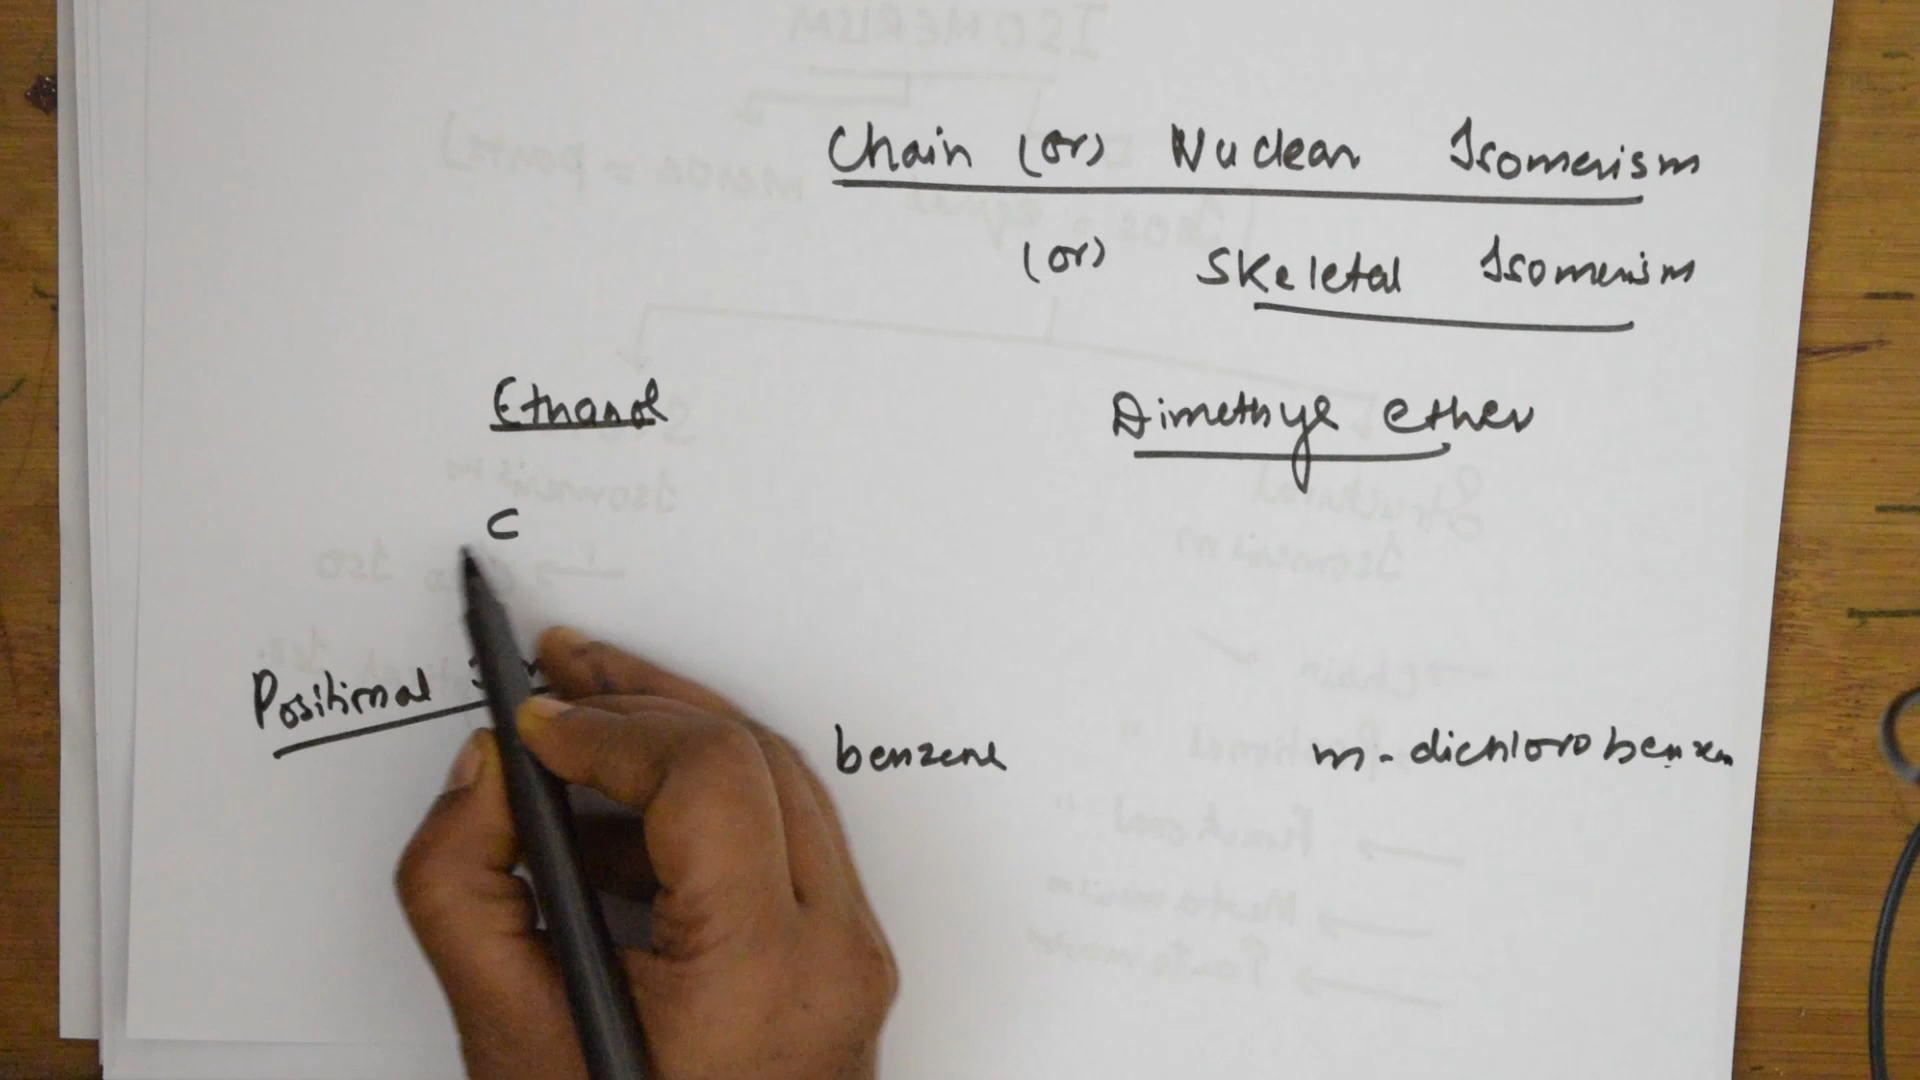 Chain (or) Nuclear Isomerism
(or) Skeletal Isomerism
Ethanol Dimethyl ether
C
Positional
benzene m-dichlorobenzen